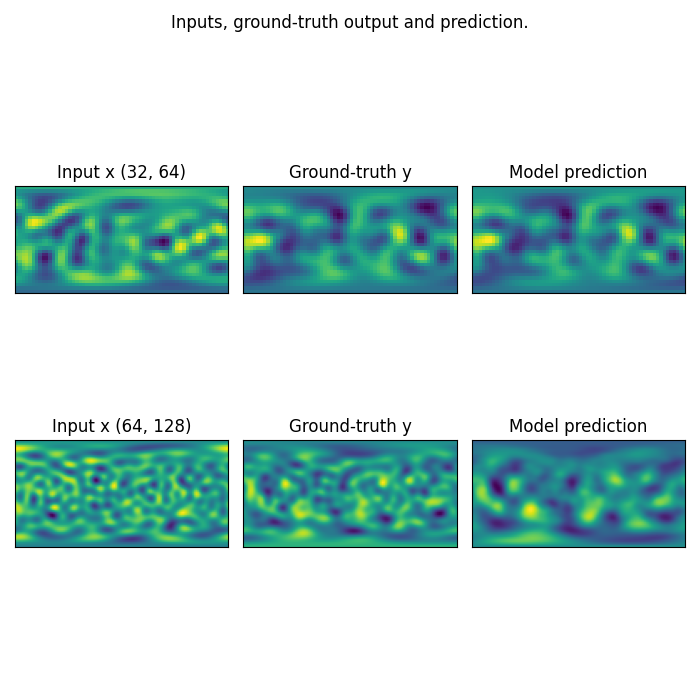 Inputs, ground-truth output and prediction.
Input x (32, 64)
Ground-truth y
Model prediction
Input x (64, 128)
Ground-truth y
Model prediction